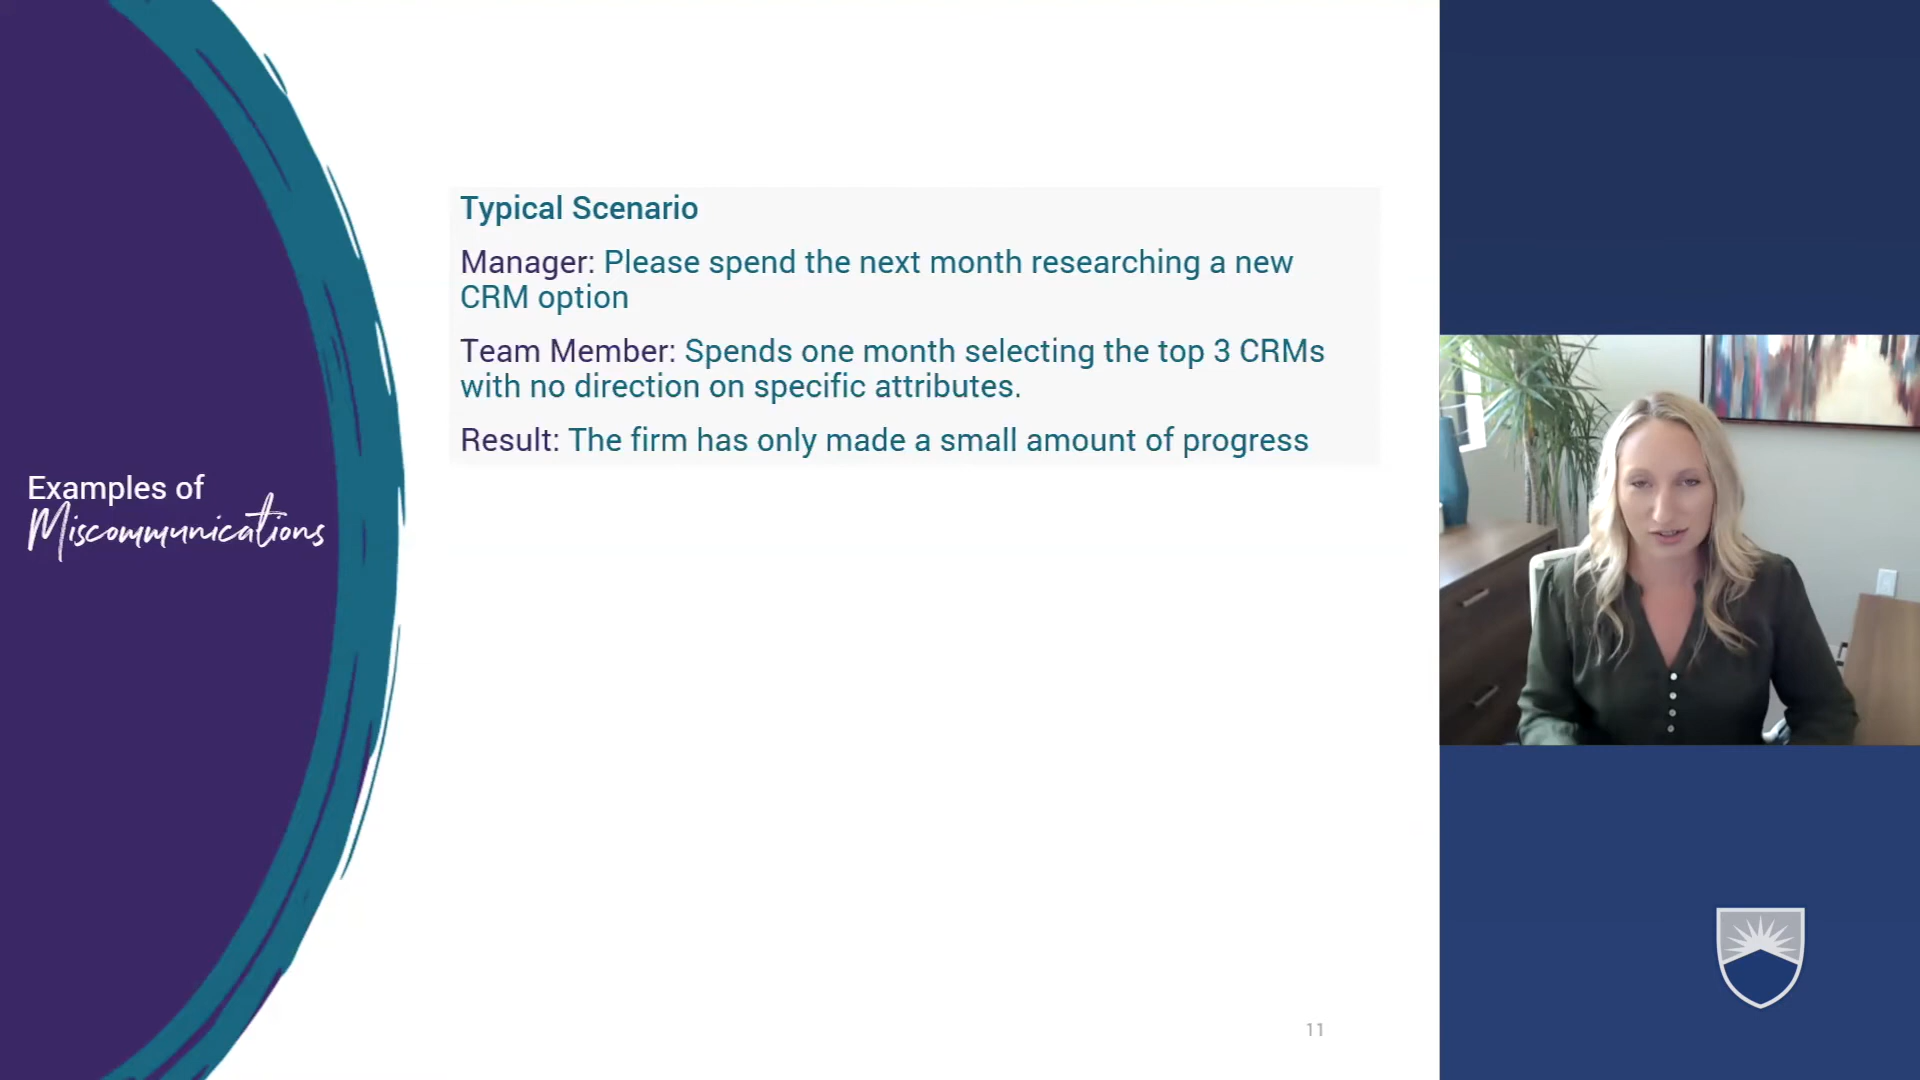 Examples of
Miscommunications
Typical Scenario
Manager: Please spend the next month researching a new
CRM option
Team Member: Spends one month selecting the top 3 CRMs
with no direction on specific attributes.
Result: The firm has only made a small amount of progress
11